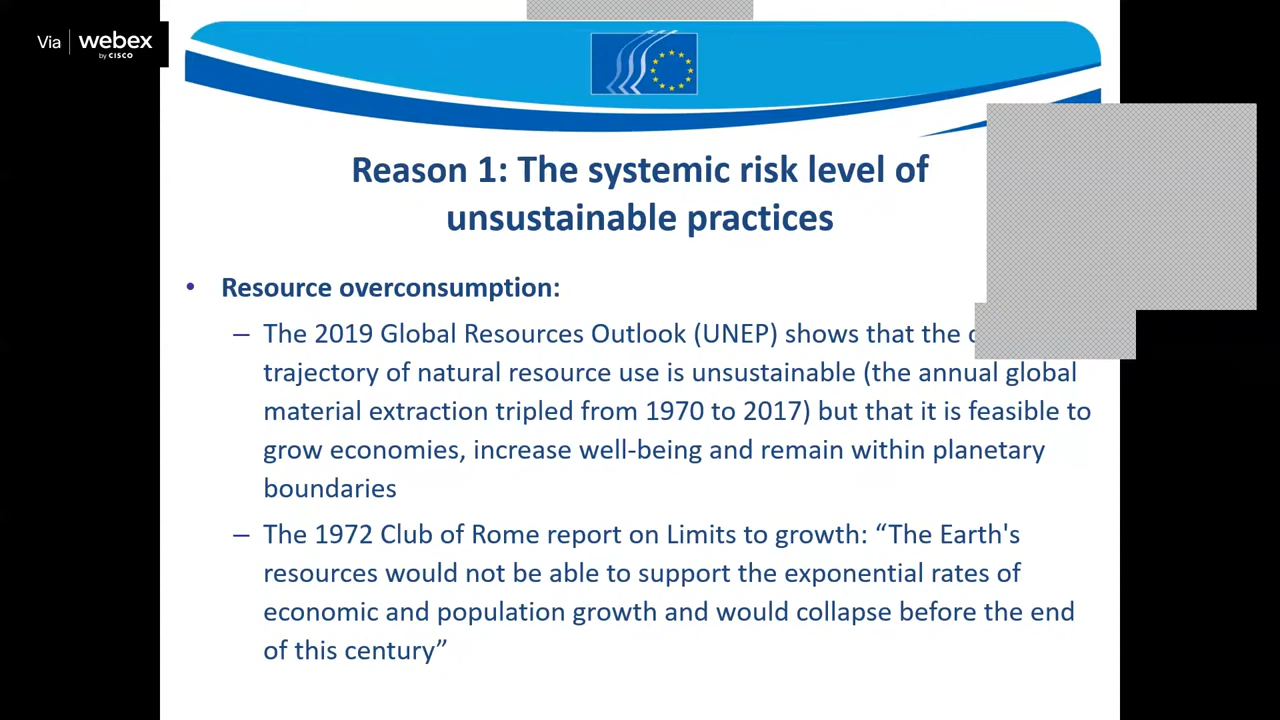 Via webex
by CISCO
Reason 1: The systemic risk level of
unsustainable practices
• Resource overconsumption:
– The 2019 Global Resources Outlook (UNEP) shows that the
trajectory of natural resource use is unsustainable (the annual global
material extraction tripled from 1970 to 2017) but that it is feasible to
grow economies, increase well-being and remain within planetary
boundaries
– The 1972 Club of Rome report on Limits to growth: “The Earth's
resources would not be able to support the exponential rates of
economic and population growth and would collapse before the end
of this century”